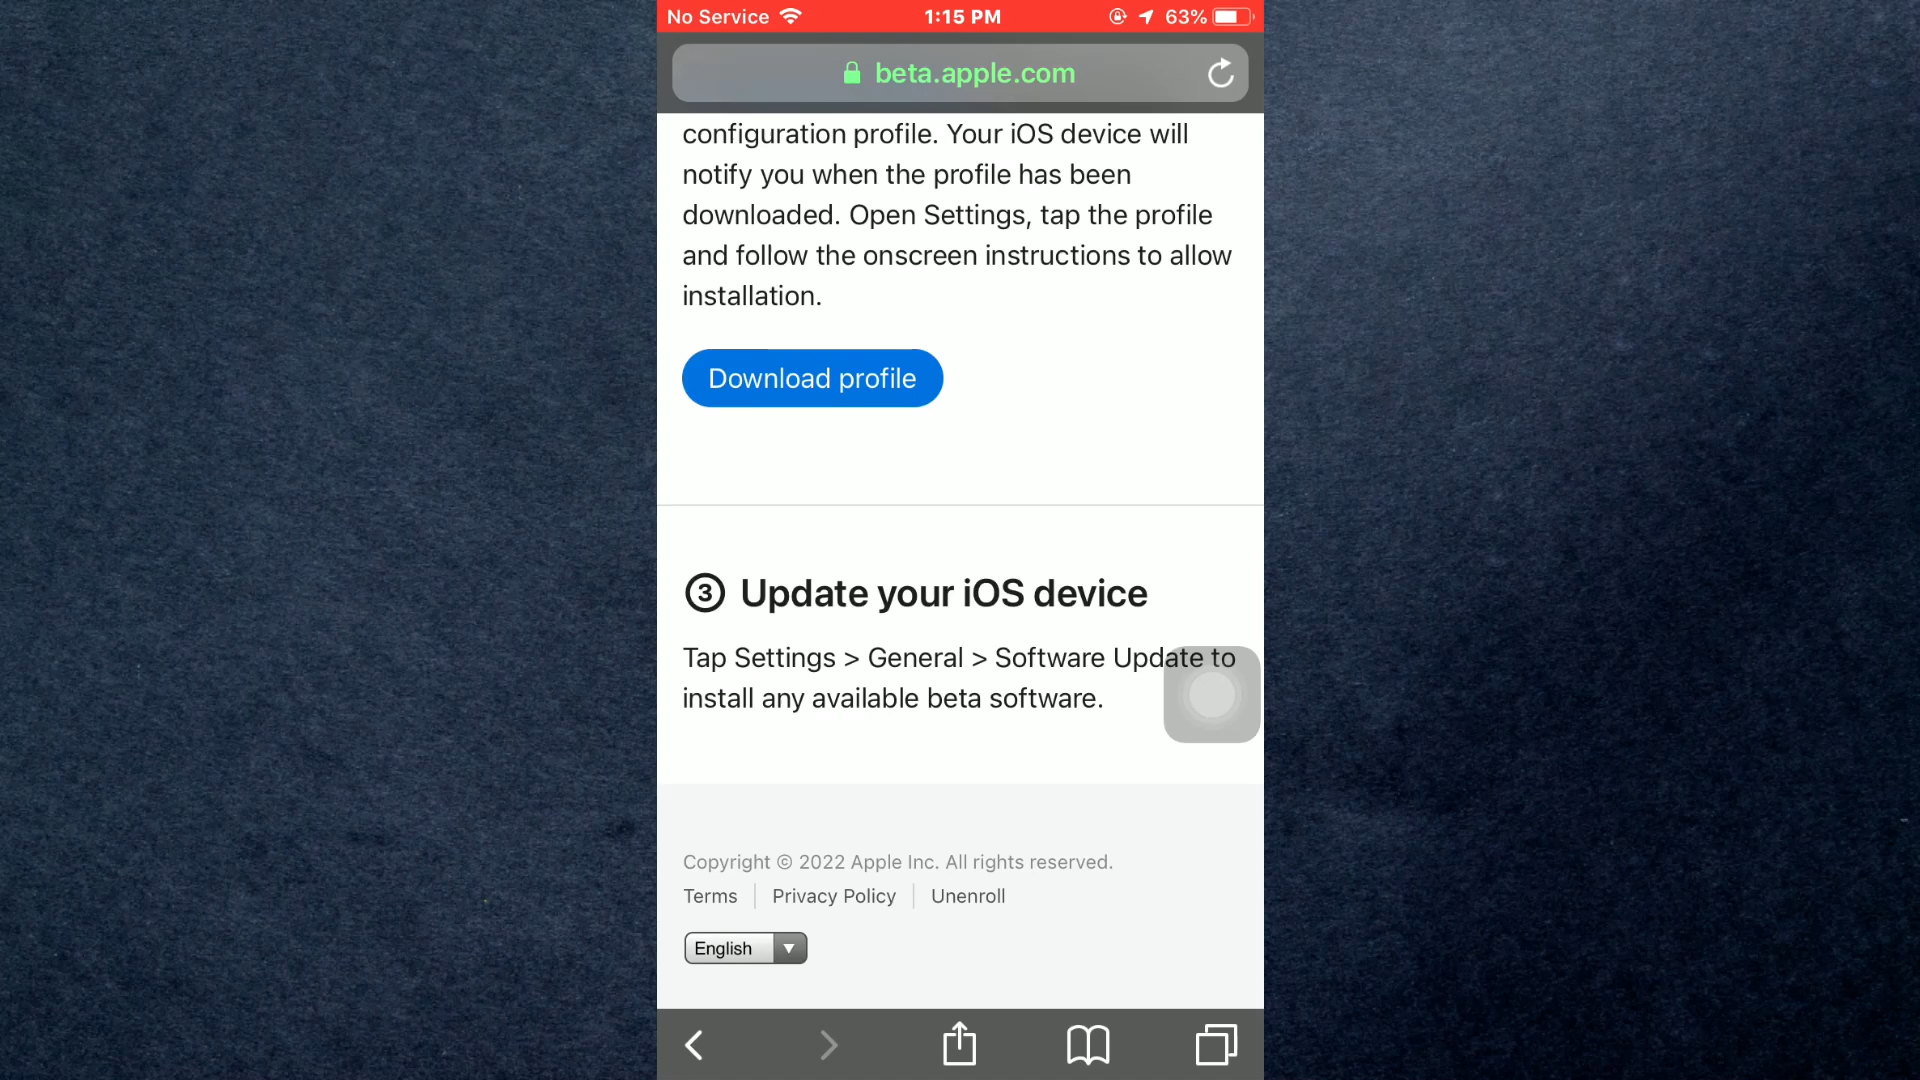 No Service 1:15 PM 63%
beta.apple.com
configuration profile. Your iOS device will
notify you when the profile has been
downloaded. Open Settings, tap the profile
and follow the onscreen instructions to allow
installation.
Download profile
3 Update your iOS device
Tap Settings > General > Software Update to
install any available beta software.
Copyright © 2022 Apple Inc. All rights reserved.
Terms | Privacy Policy | Unenroll
English